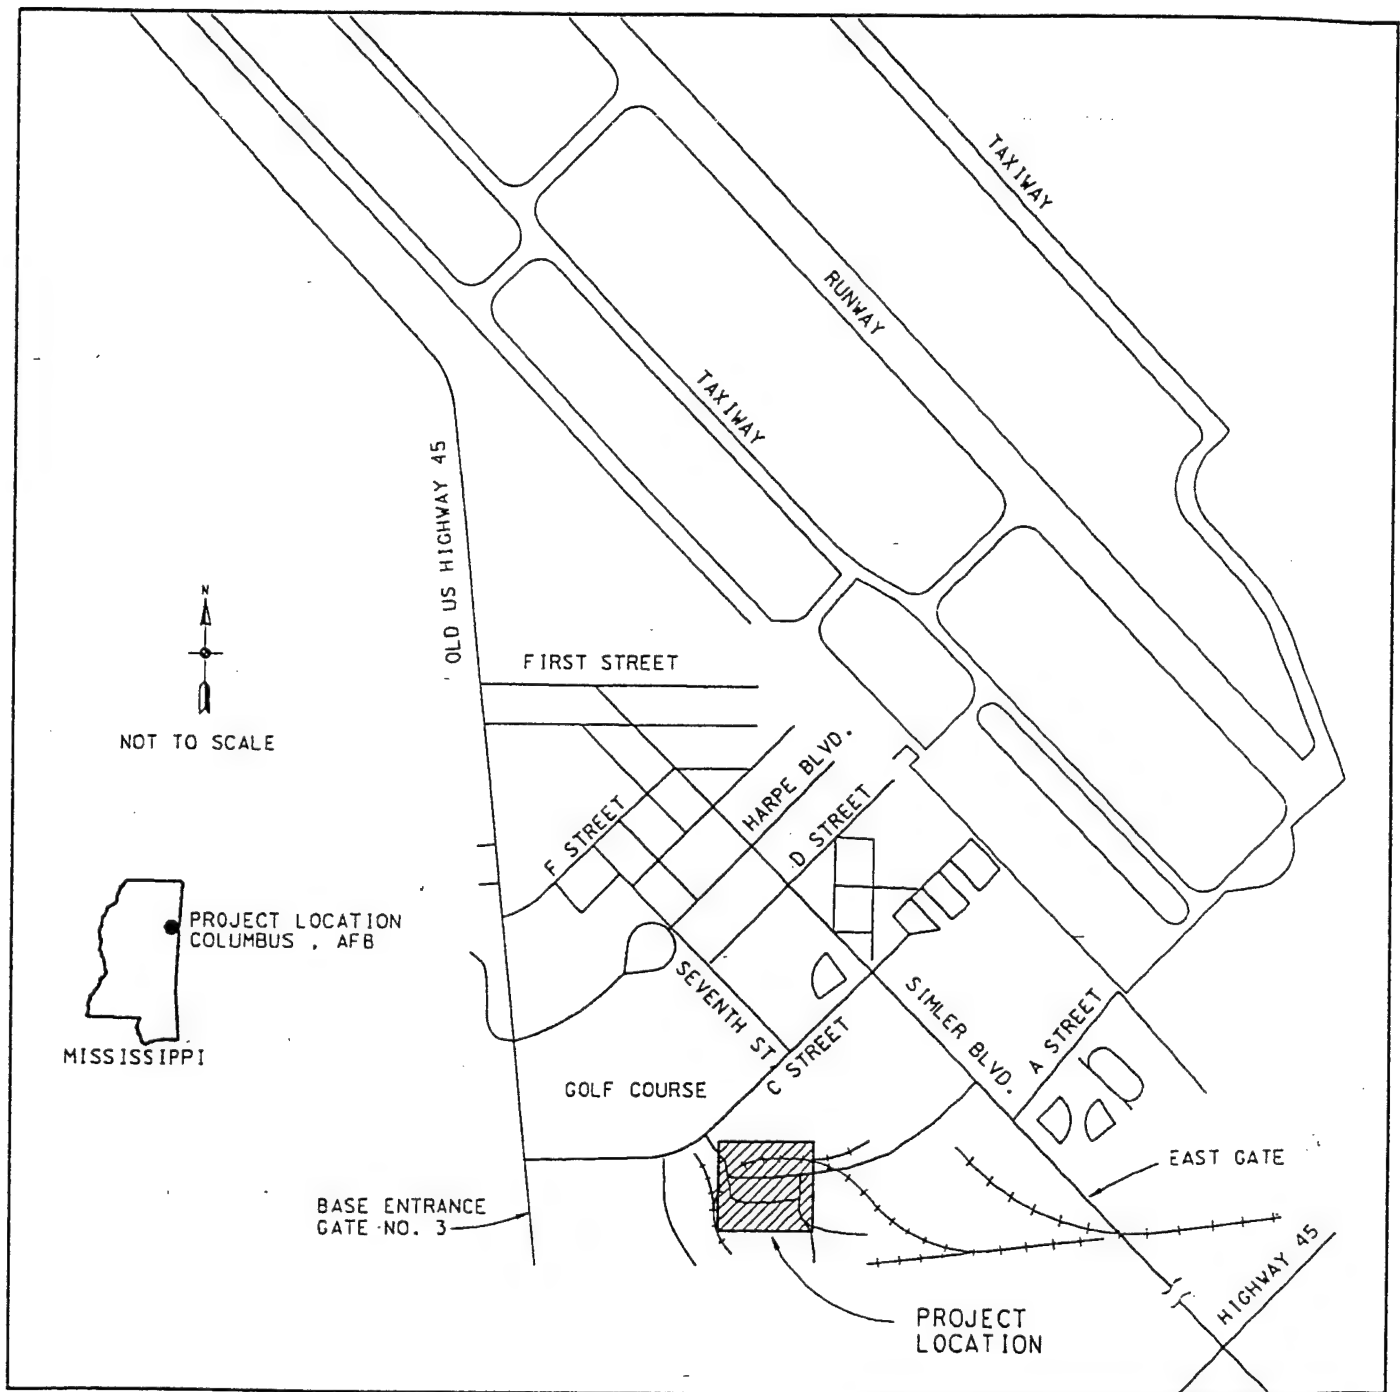 TAXIWAY
RUNWAY
TAXIWAY
OLD US HIGHWAY 45
N
NOT TO SCALE
FIRST STREET
HARPE BLVD.
D STREET
F STREET
PROJECT LOCATION
COLUMBUS , AFB
MISSISSIPPI
SEVENTH ST.
C STREET
SIMLER BLVD.
A STREET
GOLF COURSE
EAST GATE
BASE ENTRANCE
GATE NO. 3
HIGHWAY 45
PROJECT
LOCATION